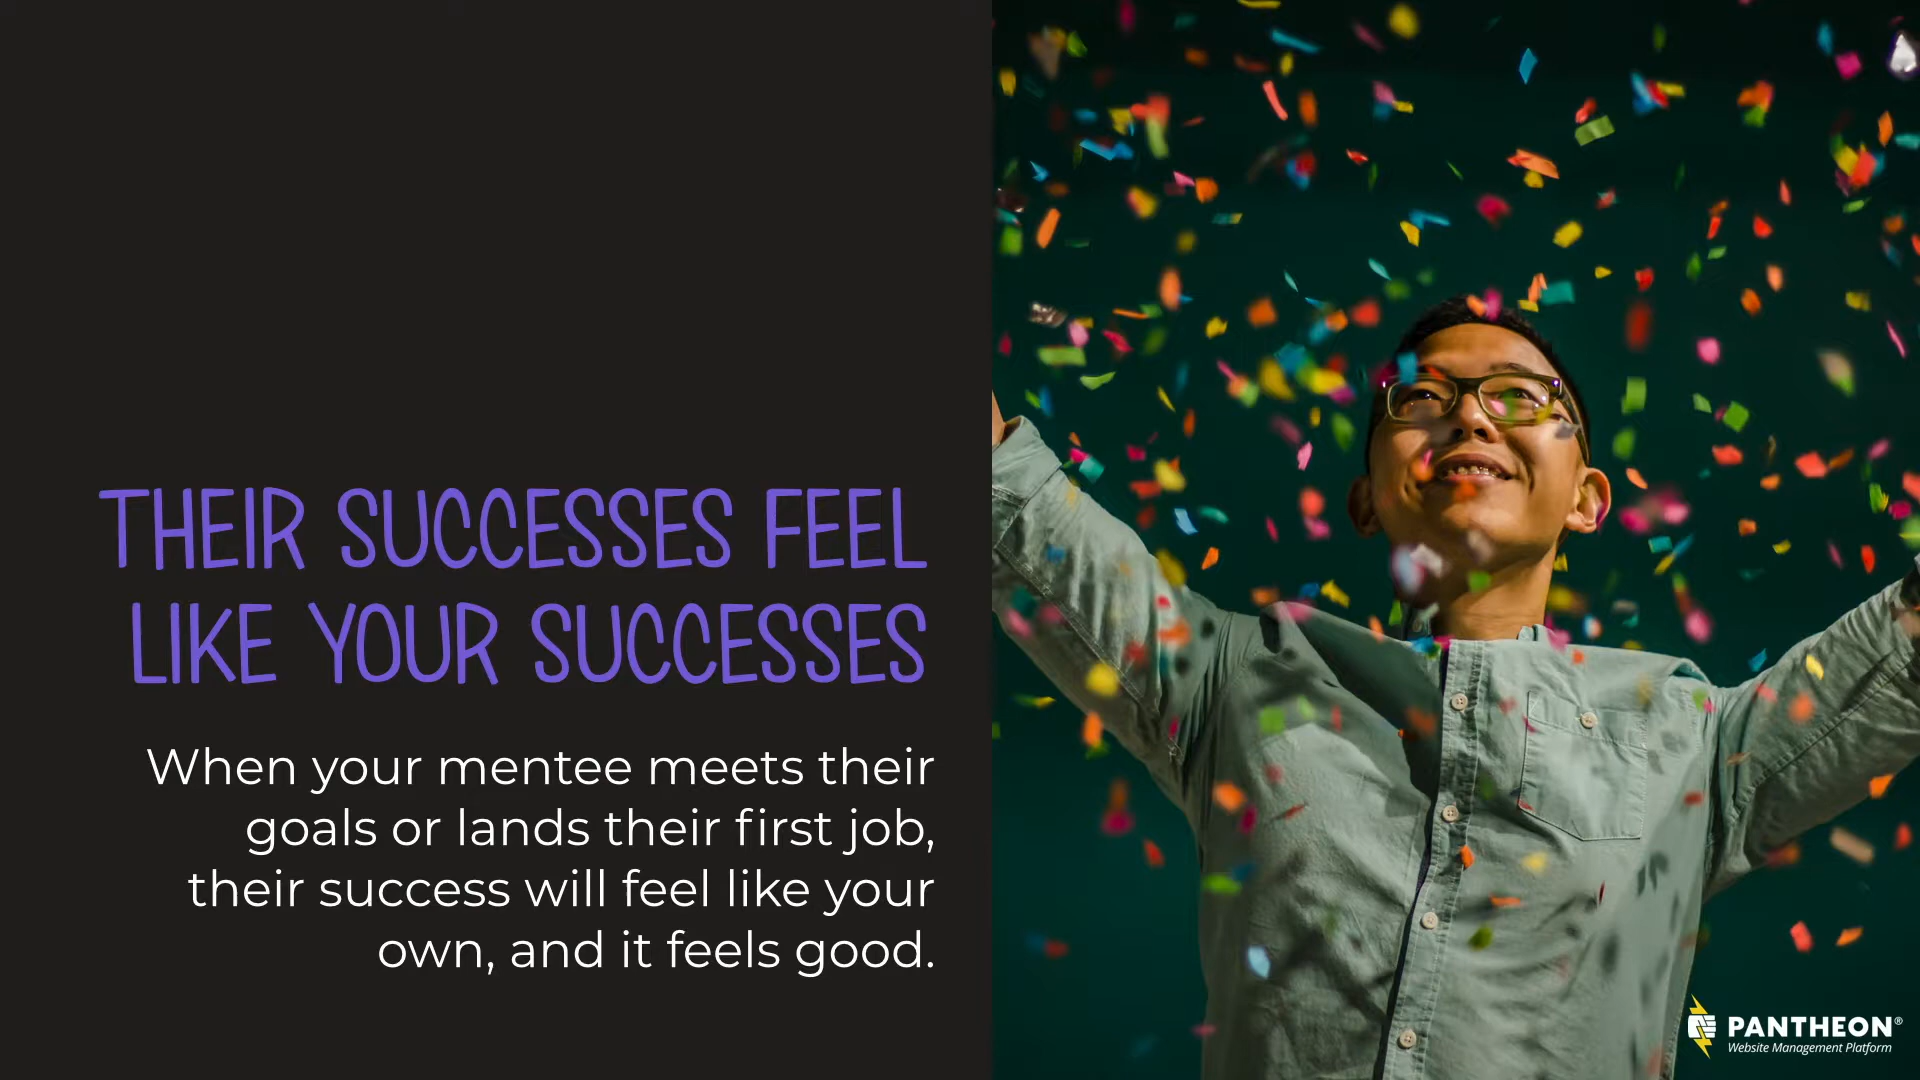 THEIR SUCCESSES FEEL
LIKE YOUR SUCCESSES
When your mentee meets their
goals or lands their first job,
their success will feel like your
own, and it feels good.
PANTHEON®
Website Management Platform